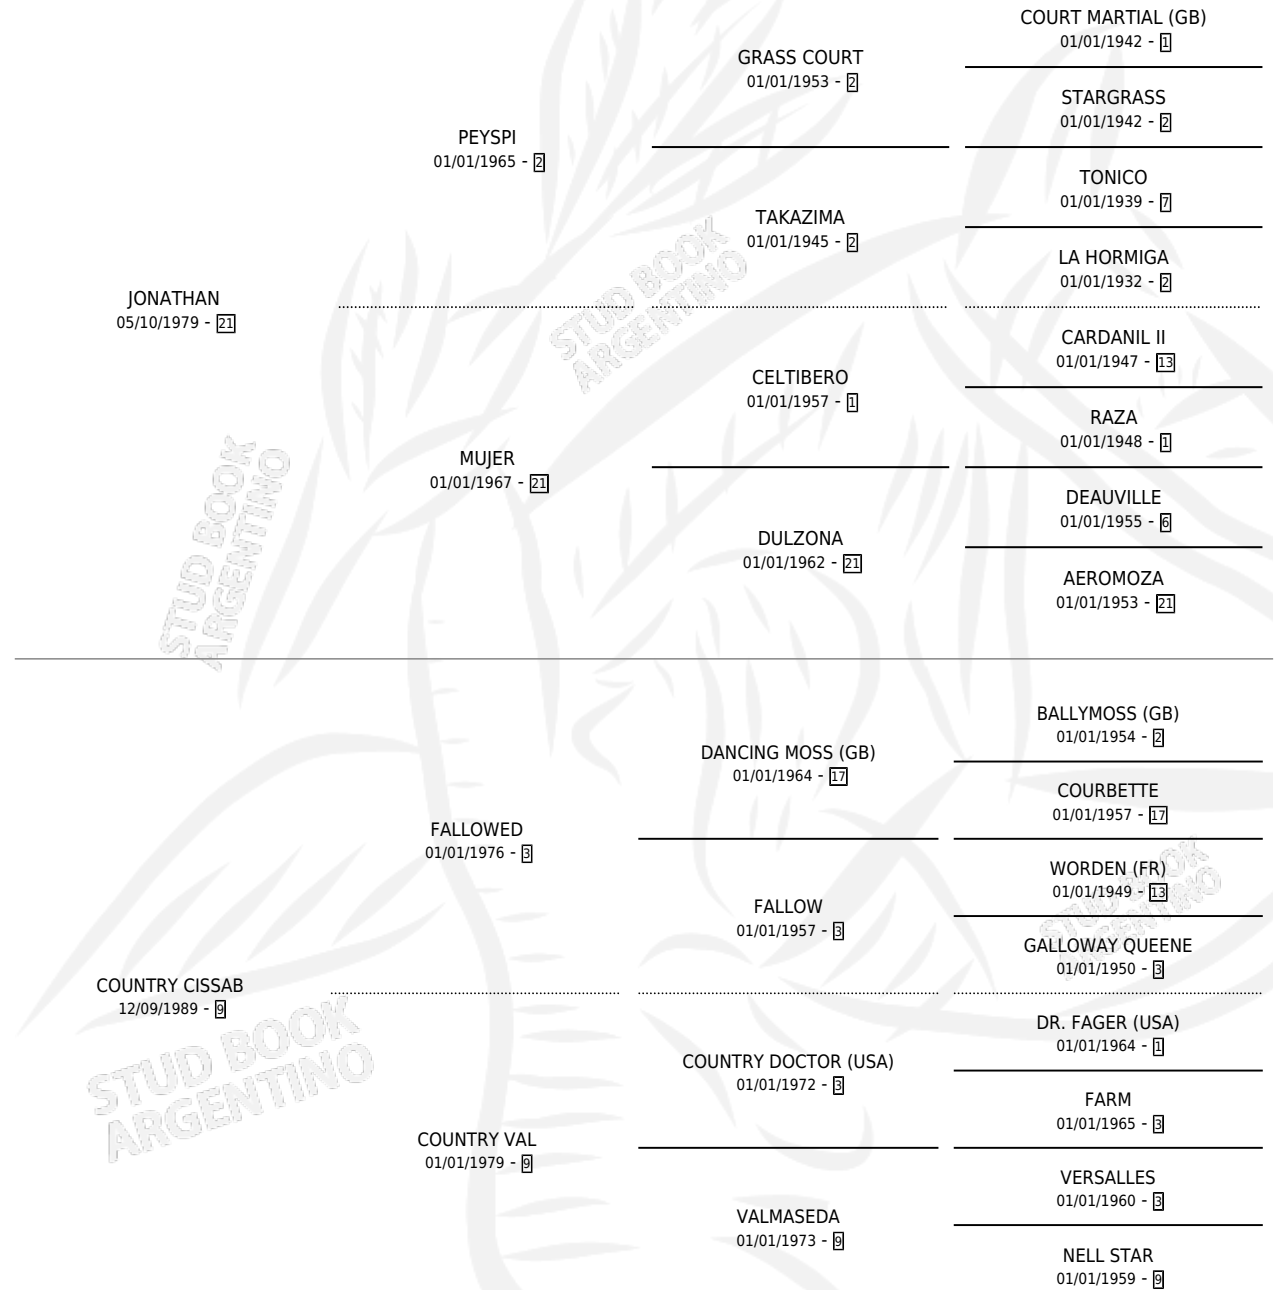 COURT MARTIAL (GB)
01/01/1942 - 1
GRASS COURT
01/01/1953 - 2
STARGRASS
01/01/1942 - 2
PEYSPI
01/01/1965 - 2
TONICO
01/01/1939 - 7
TAKAZIMA
01/01/1945 - 2
LA HORMIGA
01/01/1932 - 2
JONATHAN
05/10/1979 - 21
CARDANIL II
01/01/1947 - 13
CELTIBERO
01/01/1957 - 1
RAZA
01/01/1948 - 1
MUJER
01/01/1967 - 21
DEAUVILLE
01/01/1955 - 6
DULZONA
01/01/1962 - 21
AEROMOZA
01/01/1953 - 21
STUD BOOK
ARGENTINO
STUD BOOK
ARGENTINO
BALLYMOSS (GB)
01/01/1954 - 2
DANCING MOSS (GB)
01/01/1964 - 17
COURBETTE
01/01/1957 - 17
FALLOWED
01/01/1976 - 3
WORDEN (FR)
01/01/1949 - 13
FALLOW
01/01/1957 - 3
GALLOWAY QUEENE
01/01/1950 - 3
COUNTRY CISSAB
12/09/1989 - 9
DR. FAGER (USA)
01/01/1964 - 1
COUNTRY DOCTOR (USA)
01/01/1972 - 3
FARM
01/01/1965 - 3
COUNTRY VAL
01/01/1979 - 9
VERSALLES
01/01/1960 - 3
VALMASEDA
01/01/1973 - 9
NELL STAR
01/01/1959 - 9
STUD BOOK
ARGENTINO
STUD BOOK
ARGENTINO